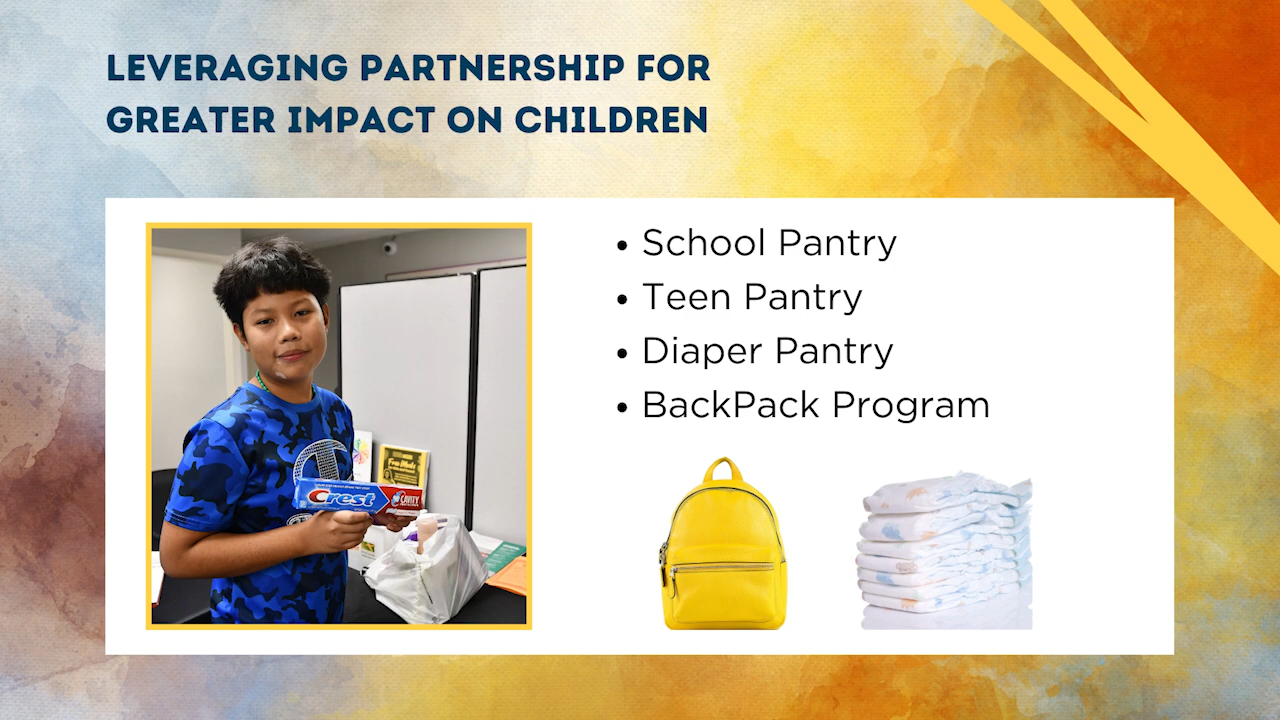 LEVERAGING PARTNERSHIP FOR
GREATER IMPACT ON CHILDREN
• School Pantry
• Teen Pantry
• Diaper Pantry
• BackPack Program
Crest
CAVITY